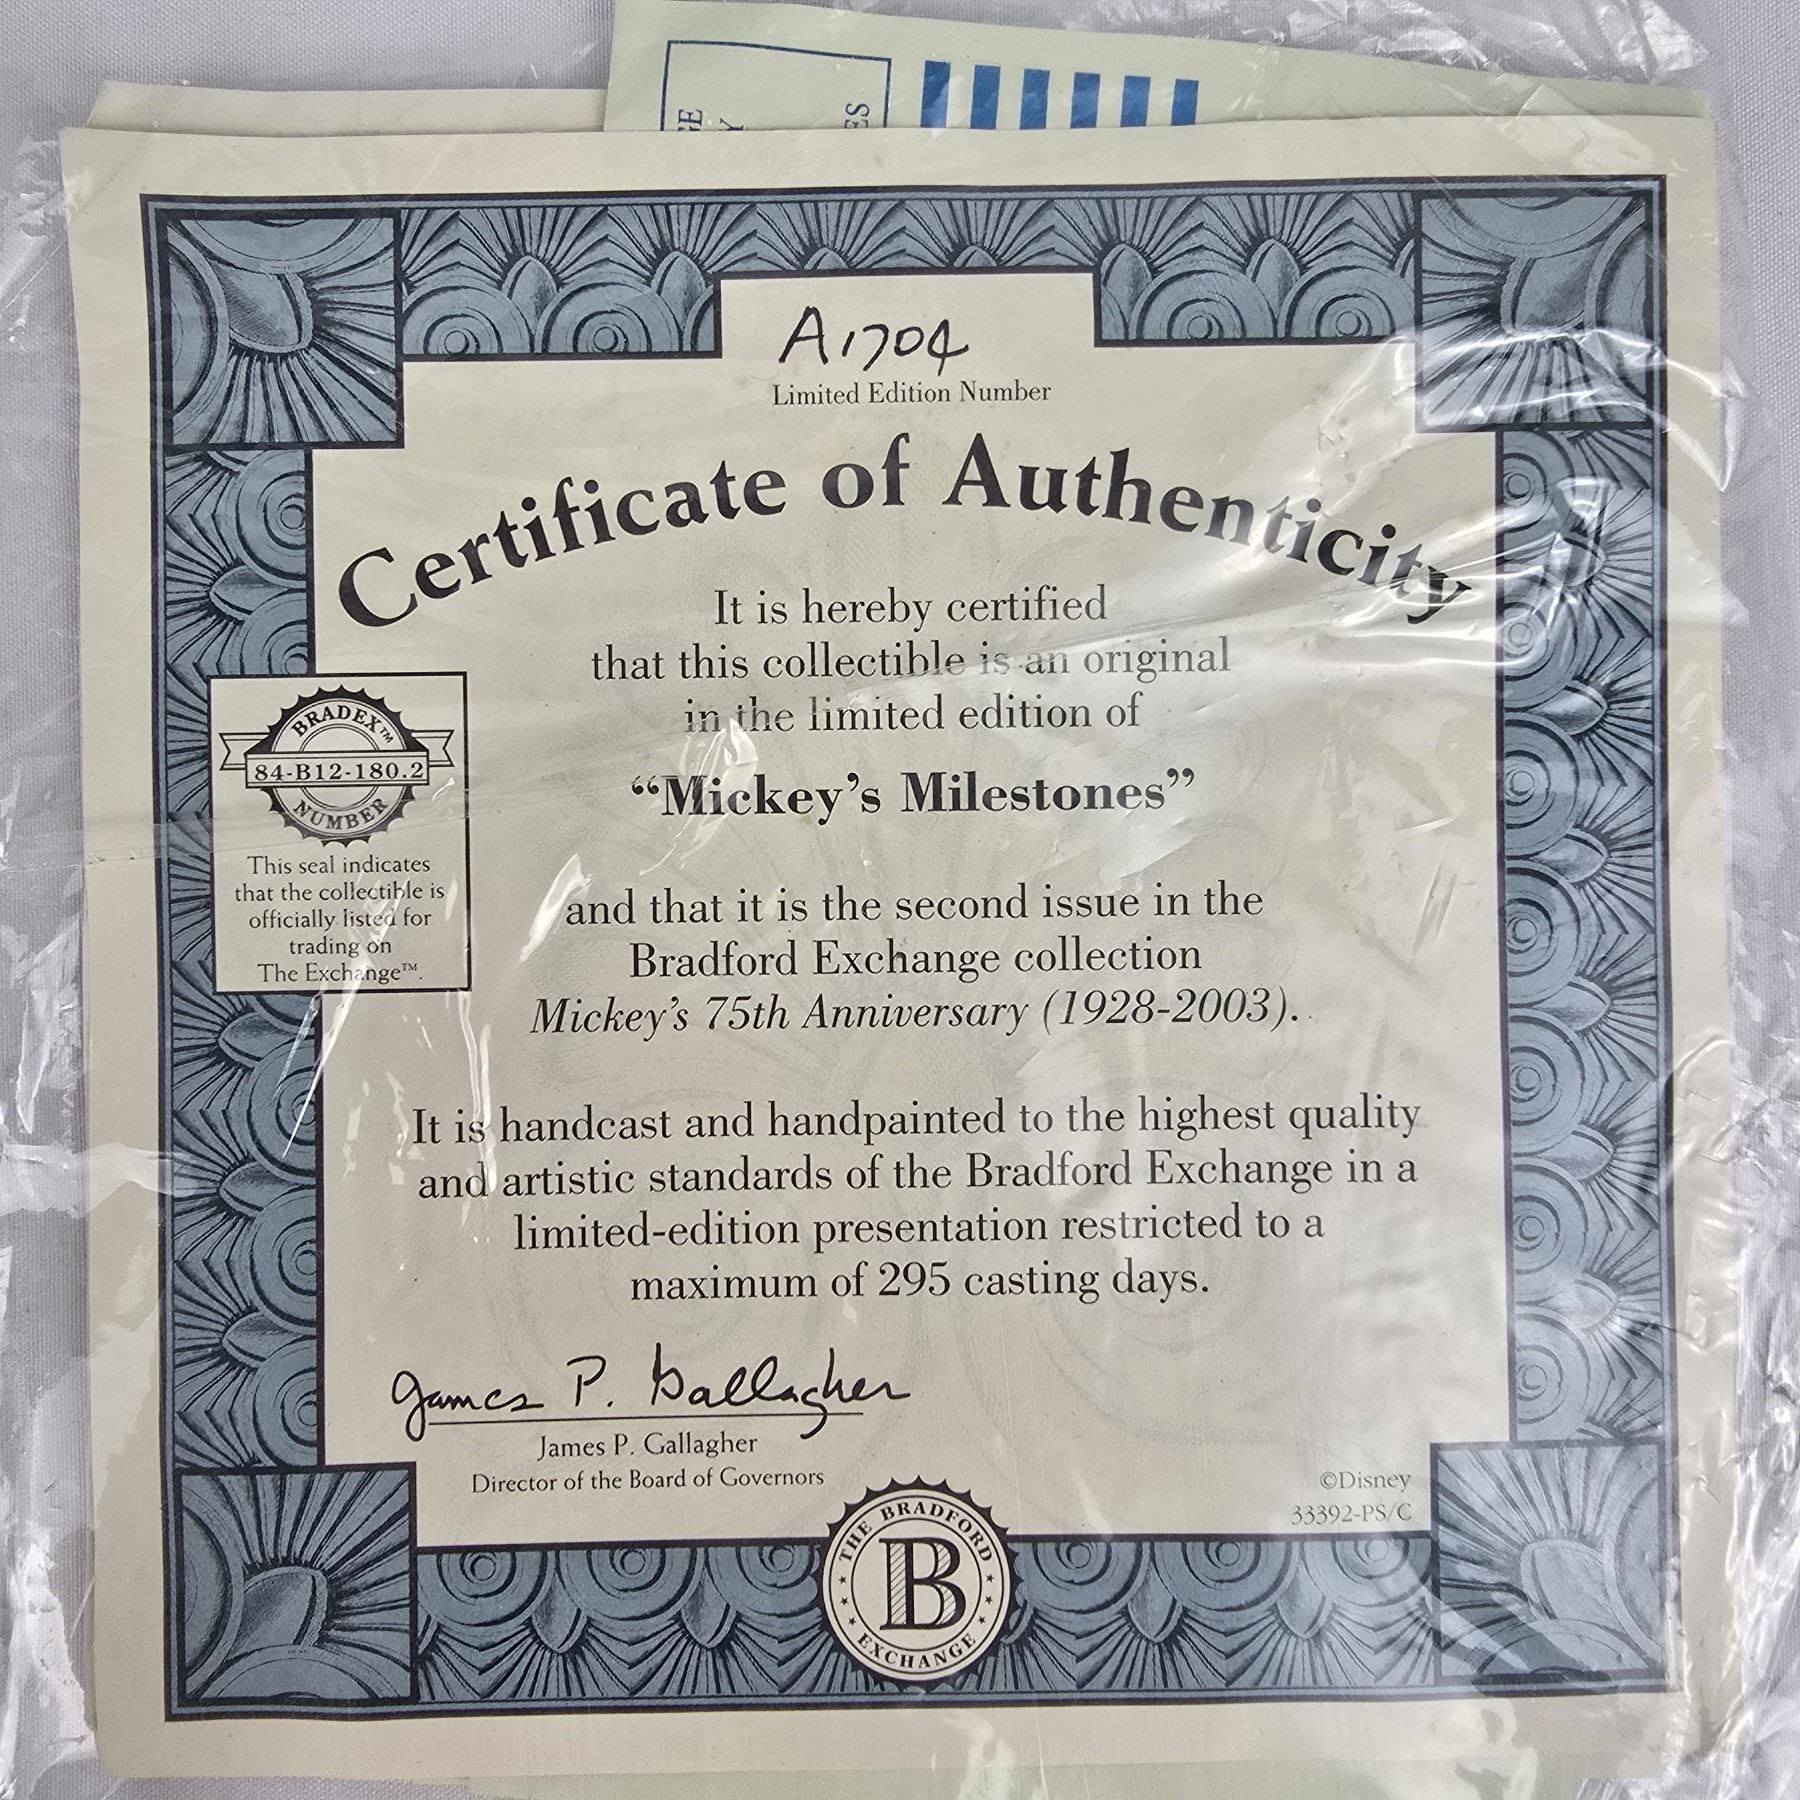 GE
Y
GES
A1704
Limited Edition Number
Certificate of Authenticity
It is hereby certified
that this collectible is an original
in the limited edition of
“Mickey’s Milestones”
BRADEX™
84-B12-180.2
NUMBER
This seal indicates
that the collectible is
officially listed for
trading on
The Exchange™.
and that it is the second issue in the
Bradford Exchange collection
Mickey’s 75th Anniversary (1928-2003).
It is handcast and handpainted to the highest quality
and artistic standards of the Bradford Exchange in a
limited-edition presentation restricted to a
maximum of 295 casting days.
James P. Gallagher
James P. Gallagher
Director of the Board of Governors
©Disney
33392-PS/C
THE BRADFORD
B
EXCHANGE